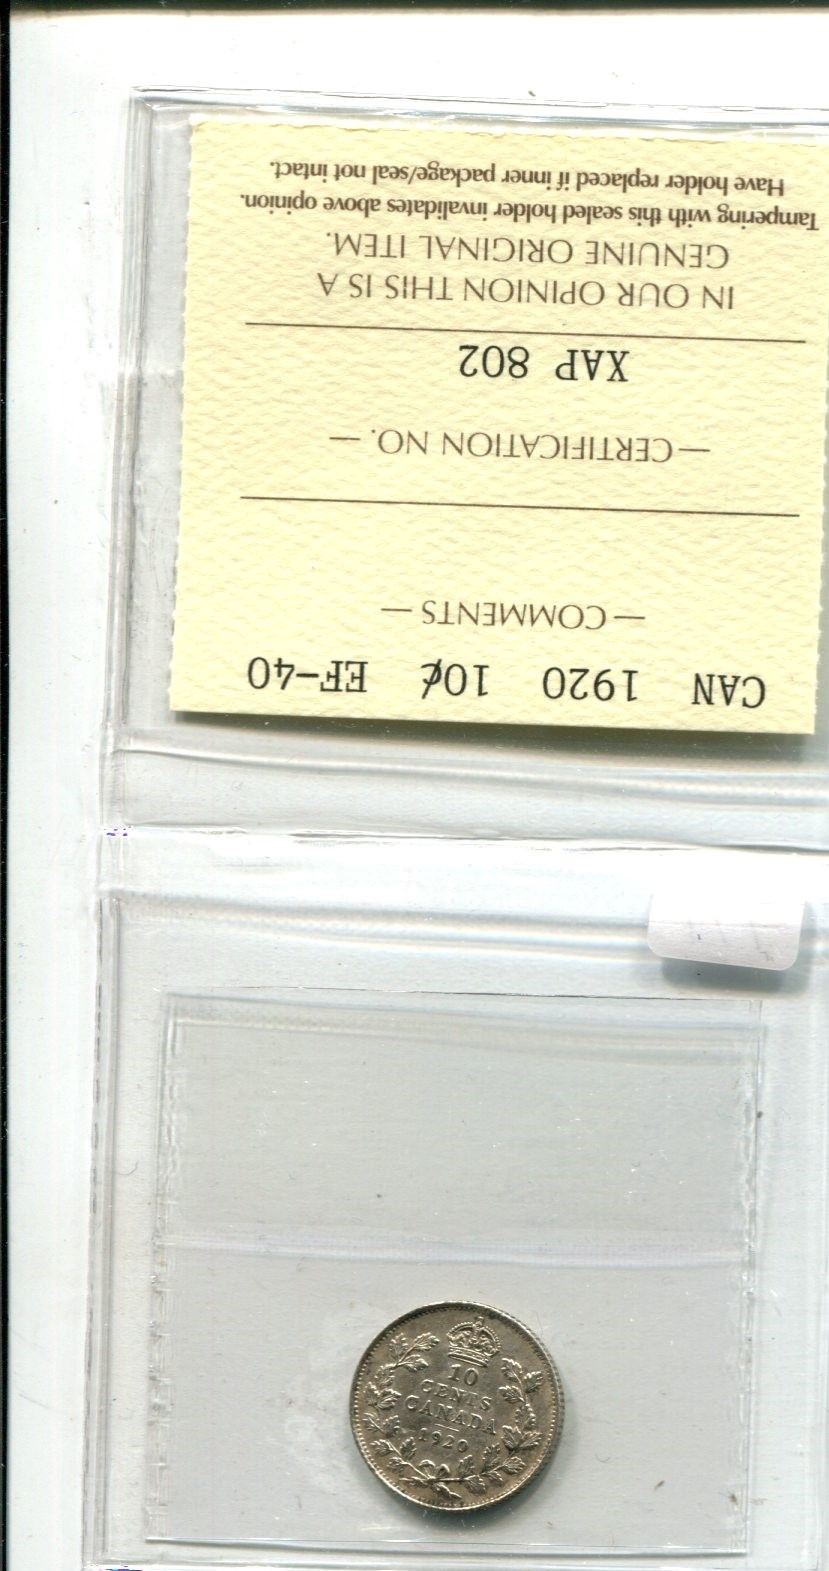 CAN 1920 10¢ EF-40
— COMMENTS —
— CERTIFICATION NO. —
XAP 802
IN OUR OPINION THIS IS A
GENUINE ORIGINAL ITEM.
Tampering with this sealed holder invalidates above opinion.
Have holder replaced if inner package/seal not intact.
10
CENTS
CANADA
1920